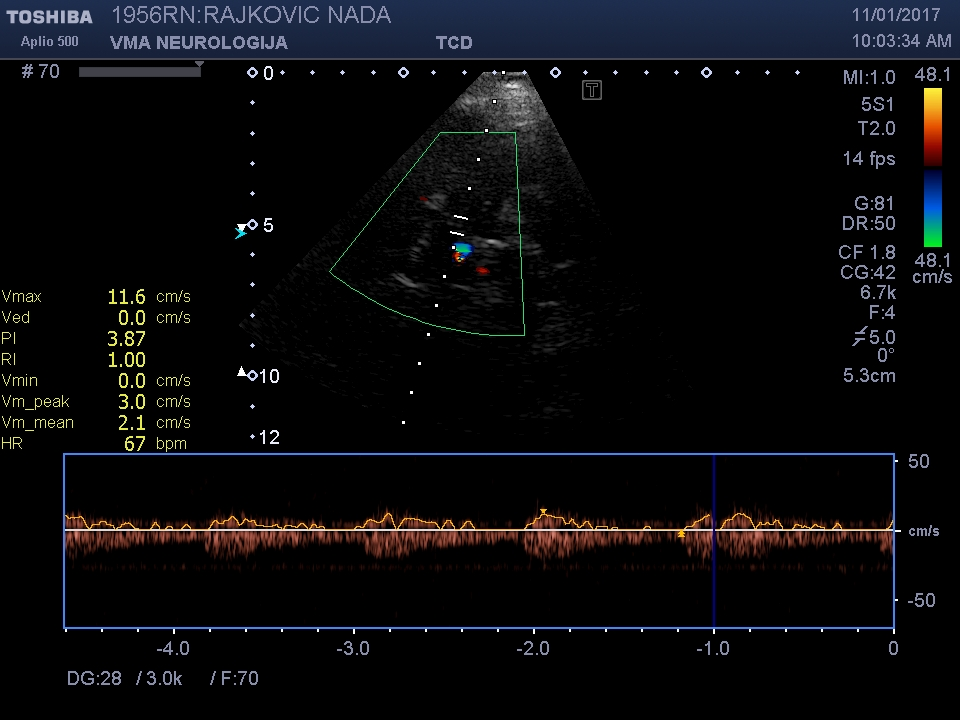 TOSHIBA 1956RN:RAJKOVIC NADA 11/01/2017
Aplio 500 VMA NEUROLOGIJA TCD 10:03:34 AM
# 70
0
5
10
12
T
MI:1.0
5S1
T2.0
14 fps
G:81
DR:50
CF 1.8
CG:42
6.7k
F:4
5.0
0°
5.3cm
48.1
48.1
cm/s
Vmax 11.6 cm/s
Ved 0.0 cm/s
PI 3.87
RI 1.00
Vmin 0.0 cm/s
Vm_peak 3.0 cm/s
Vm_mean 2.1 cm/s
HR 67 bpm
50
cm/s
-50
-4.0 -3.0 -2.0 -1.0 0
DG:28 / 3.0k / F:70